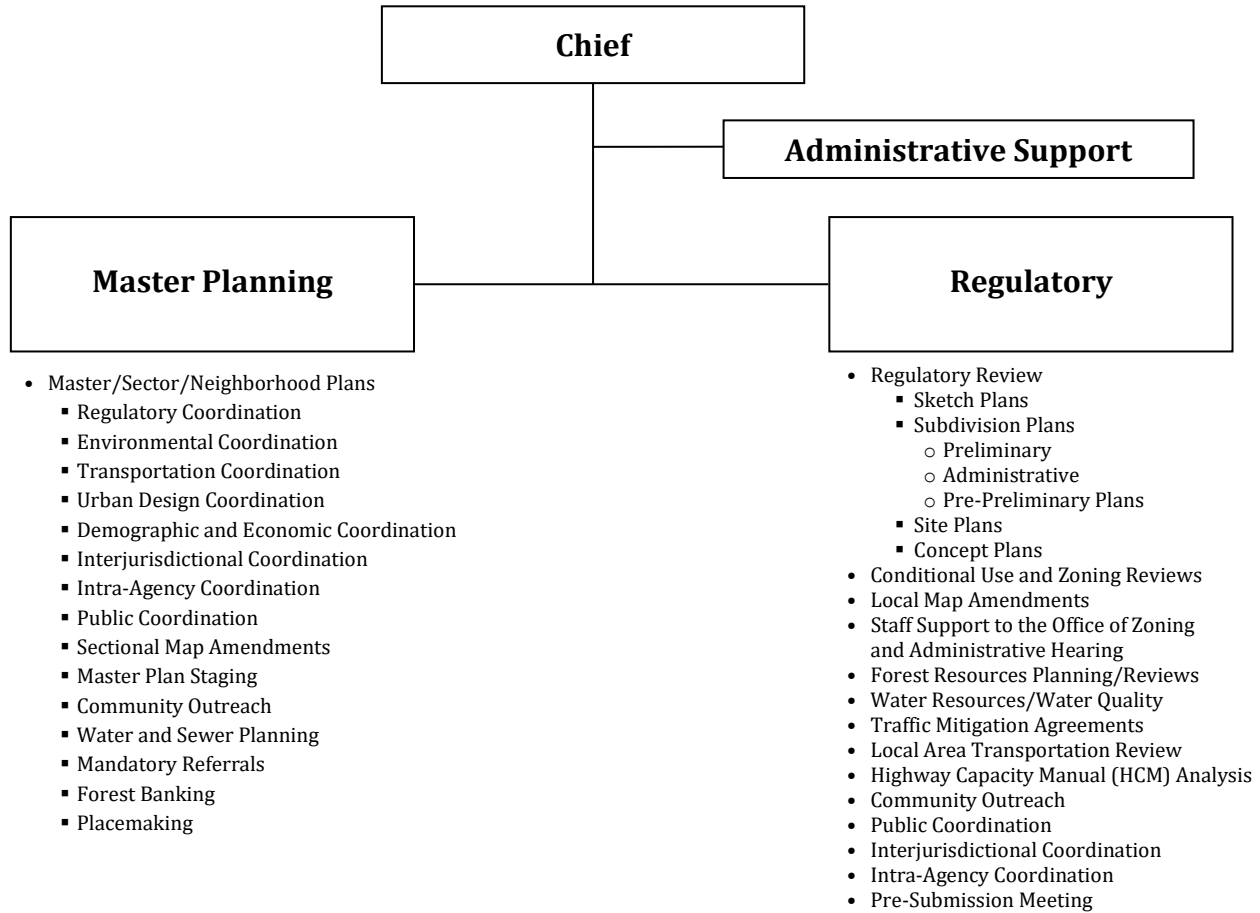 Chief
Administrative Support
Master Planning
• Master/Sector/Neighborhood Plans
▪ Regulatory Coordination
▪ Environmental Coordination
▪ Transportation Coordination
▪ Urban Design Coordination
▪ Demographic and Economic Coordination
▪ Interjurisdictional Coordination
▪ Intra-Agency Coordination
▪ Public Coordination
▪ Sectional Map Amendments
▪ Master Plan Staging
▪ Community Outreach
▪ Water and Sewer Planning
▪ Mandatory Referrals
▪ Forest Banking
▪ Placemaking
Regulatory
• Regulatory Review
▪ Sketch Plans
▪ Subdivision Plans
○ Preliminary
○ Administrative
○ Pre-Preliminary Plans
▪ Site Plans
▪ Concept Plans
• Conditional Use and Zoning Reviews
• Local Map Amendments
• Staff Support to the Office of Zoning
and Administrative Hearing
• Forest Resources Planning/Reviews
• Water Resources/Water Quality
• Traffic Mitigation Agreements
• Local Area Transportation Review
• Highway Capacity Manual (HCM) Analysis
• Community Outreach
• Public Coordination
• Interjurisdictional Coordination
• Intra-Agency Coordination
• Pre-Submission Meeting